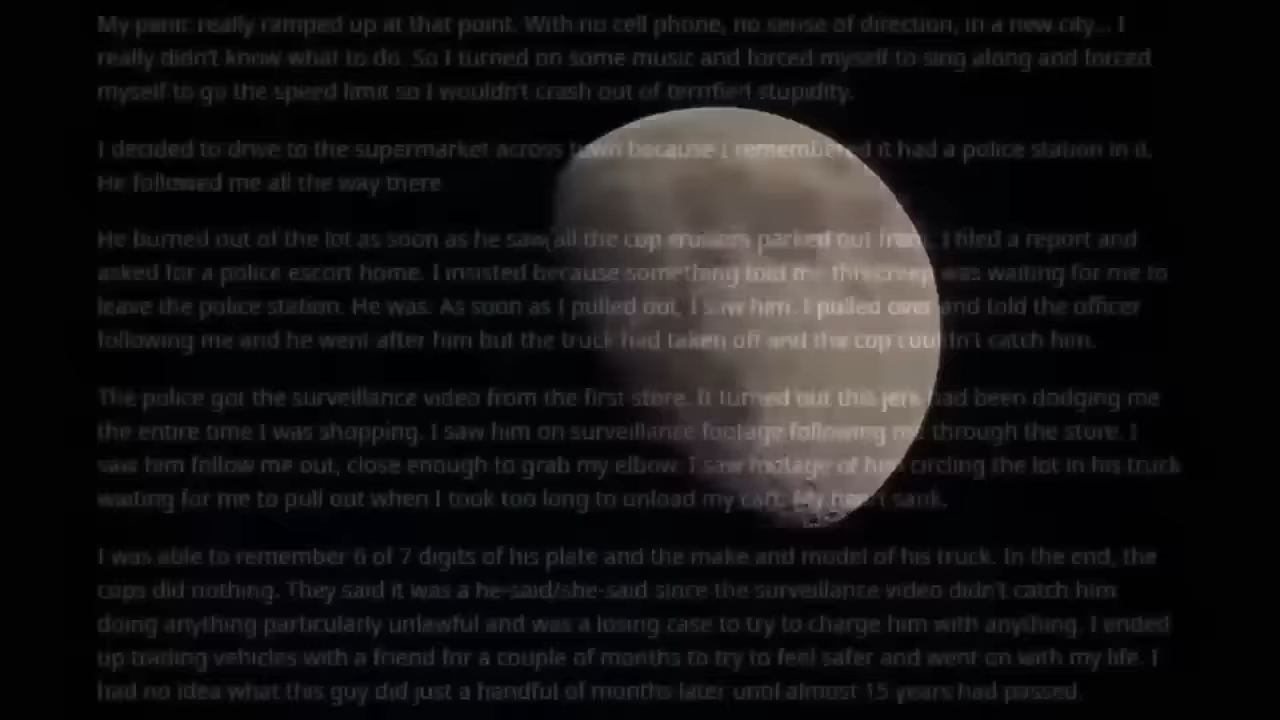 My panic really ramped up at that point. With no cell phone, no sense of direction, in a new city... I
really didn't know what to do. So I turned on some music and forced myself to sing along and forced
myself to go the speed limit so I wouldn't crash out of terrified stupidity.
I decided to drive to the supermarket across town because I remembered it had a police station in it.
He followed me all the way there
He burned out of the lot as soon as he saw all the cop cruisers parked out front. I filed a report and
asked for a police escort home. I insisted because something told me this creep was waiting for me to
leave the police station. He was. As soon as I pulled out, I saw him. I pulled over and told the officer
following me and he went after him but the truck had taken off and the cop couldn't catch him.
The police got the surveillance video from the first store. It turned out this jerk had been dodging me
the entire time I was shopping. I saw him on surveillance footage following me through the store. I
saw him follow me out, close enough to grab my elbow. I saw footage of him circling the lot in his truck
waiting for me to pull out when I took too long to unload my cart. My heart sank.
I was able to remember 6 of 7 digits of his plate and the make and model of his truck. In the end, the
cops did nothing. They said it was a he-said/she-said since the surveillance video didn't catch him
doing anything particularly unlawful and was a losing case to try to charge him with anything. I ended
up trading vehicles with a friend for a couple of months to try to feel safer and went on with my life. I
had no idea what this guy did just a handful of months later until almost 15 years had passed.